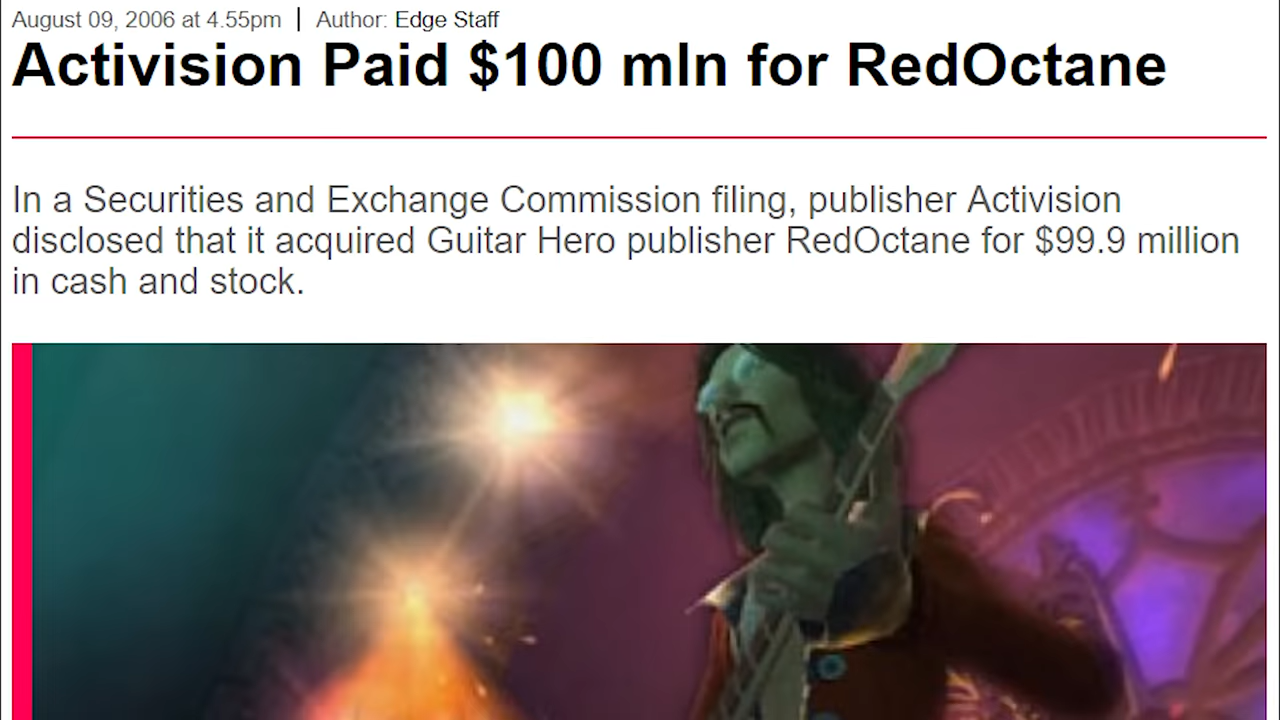 August 09, 2006 at 4.55pm | Author: Edge Staff
Activision Paid $100 mln for RedOctane
In a Securities and Exchange Commission filing, publisher Activision
disclosed that it acquired Guitar Hero publisher RedOctane for $99.9 million
in cash and stock.